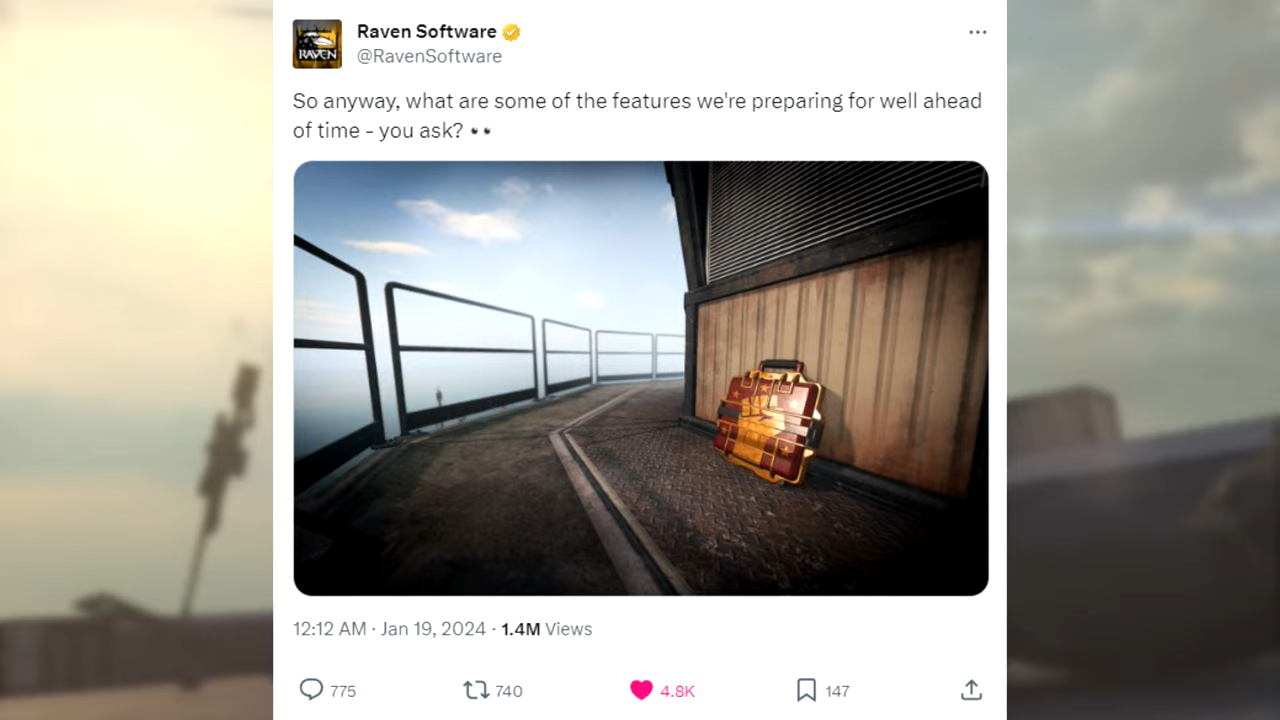 Raven Software
@RavenSoftware
RAVEN
So anyway, what are some of the features we're preparing for well ahead
of time - you ask? 👀
12:12 AM · Jan 19, 2024 · 1.4M Views
775
740
4.8K
147